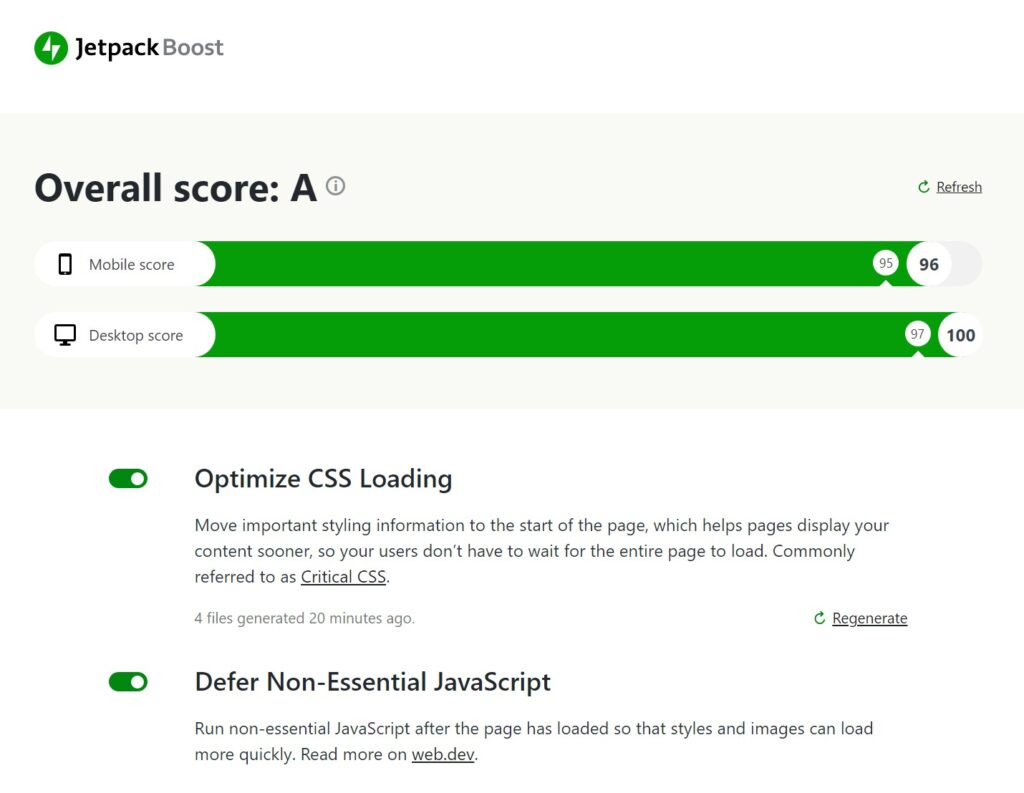 Jetpack Boost
Overall score: A
Refresh
Mobile score
95
96
Desktop score
97
100
Optimize CSS Loading
Move important styling information to the start of the page, which helps pages display your
content sooner, so your users don’t have to wait for the entire page to load. Commonly
referred to as Critical CSS.
4 files generated 20 minutes ago.
Regenerate
Defer Non-Essential JavaScript
Run non-essential JavaScript after the page has loaded so that styles and images can load
more quickly. Read more on web.dev.